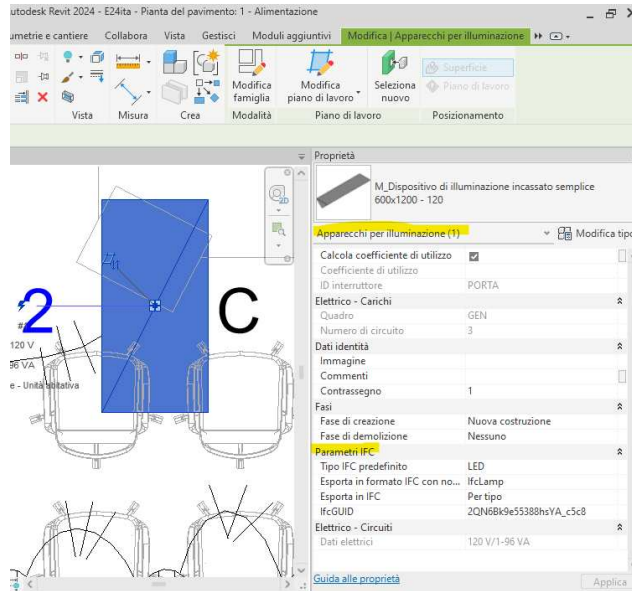 utodesk Revit 2024 - E24ita - Pianta del pavimento: 1 - Alimentazione
umetrie e cantiere Collabora Vista Gestisci Moduli aggiuntivi Modifica | Apparecchi per illuminazione
Modifica famiglia
Modifica piano di lavoro
Seleziona nuovo
Superficie
Piano di lavoro
Vista Misura Crea Modalità Piano di lavoro Posizionamento
Proprietà
M_Dispositivo di illuminazione incassato semplice
600x1200 - 120
Apparecchi per illuminazione (1) Modifica tipo
Calcola coefficiente di utilizzo
Coefficiente di utilizzo
ID interruttore PORTA
Elettrico - Carichi
Quadro GEN
Numero di circuito 3
Dati identità
Immagine
Commenti
Contrassegno 1
Fasi
Fase di creazione Nuova costruzione
Fase di demolizione Nessuno
Parametri IFC
Tipo IFC predefinito LED
Esporta in formato IFC con no... IfcLamp
Esporta in IFC Per tipo
IfcGUID 2QN6Bk9e55388hsYA_c5c8
Elettrico - Circuiti
Dati elettrici 120 V/1-96 VA
Guida alle proprietà Applica
2D
2
C
120 V
96 VA
e - Unità abitativa